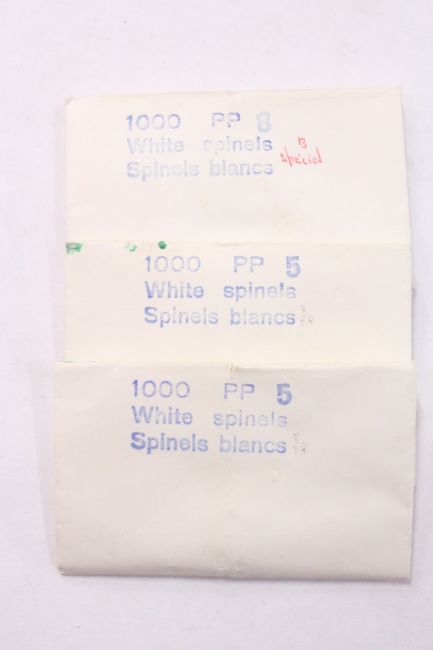 1000 PP 8
White spinels B
Spinels blancs spécial
1000 PP 5
White spinels
Spinels blancs
1000 PP 5
White spinels
Spinels blancs